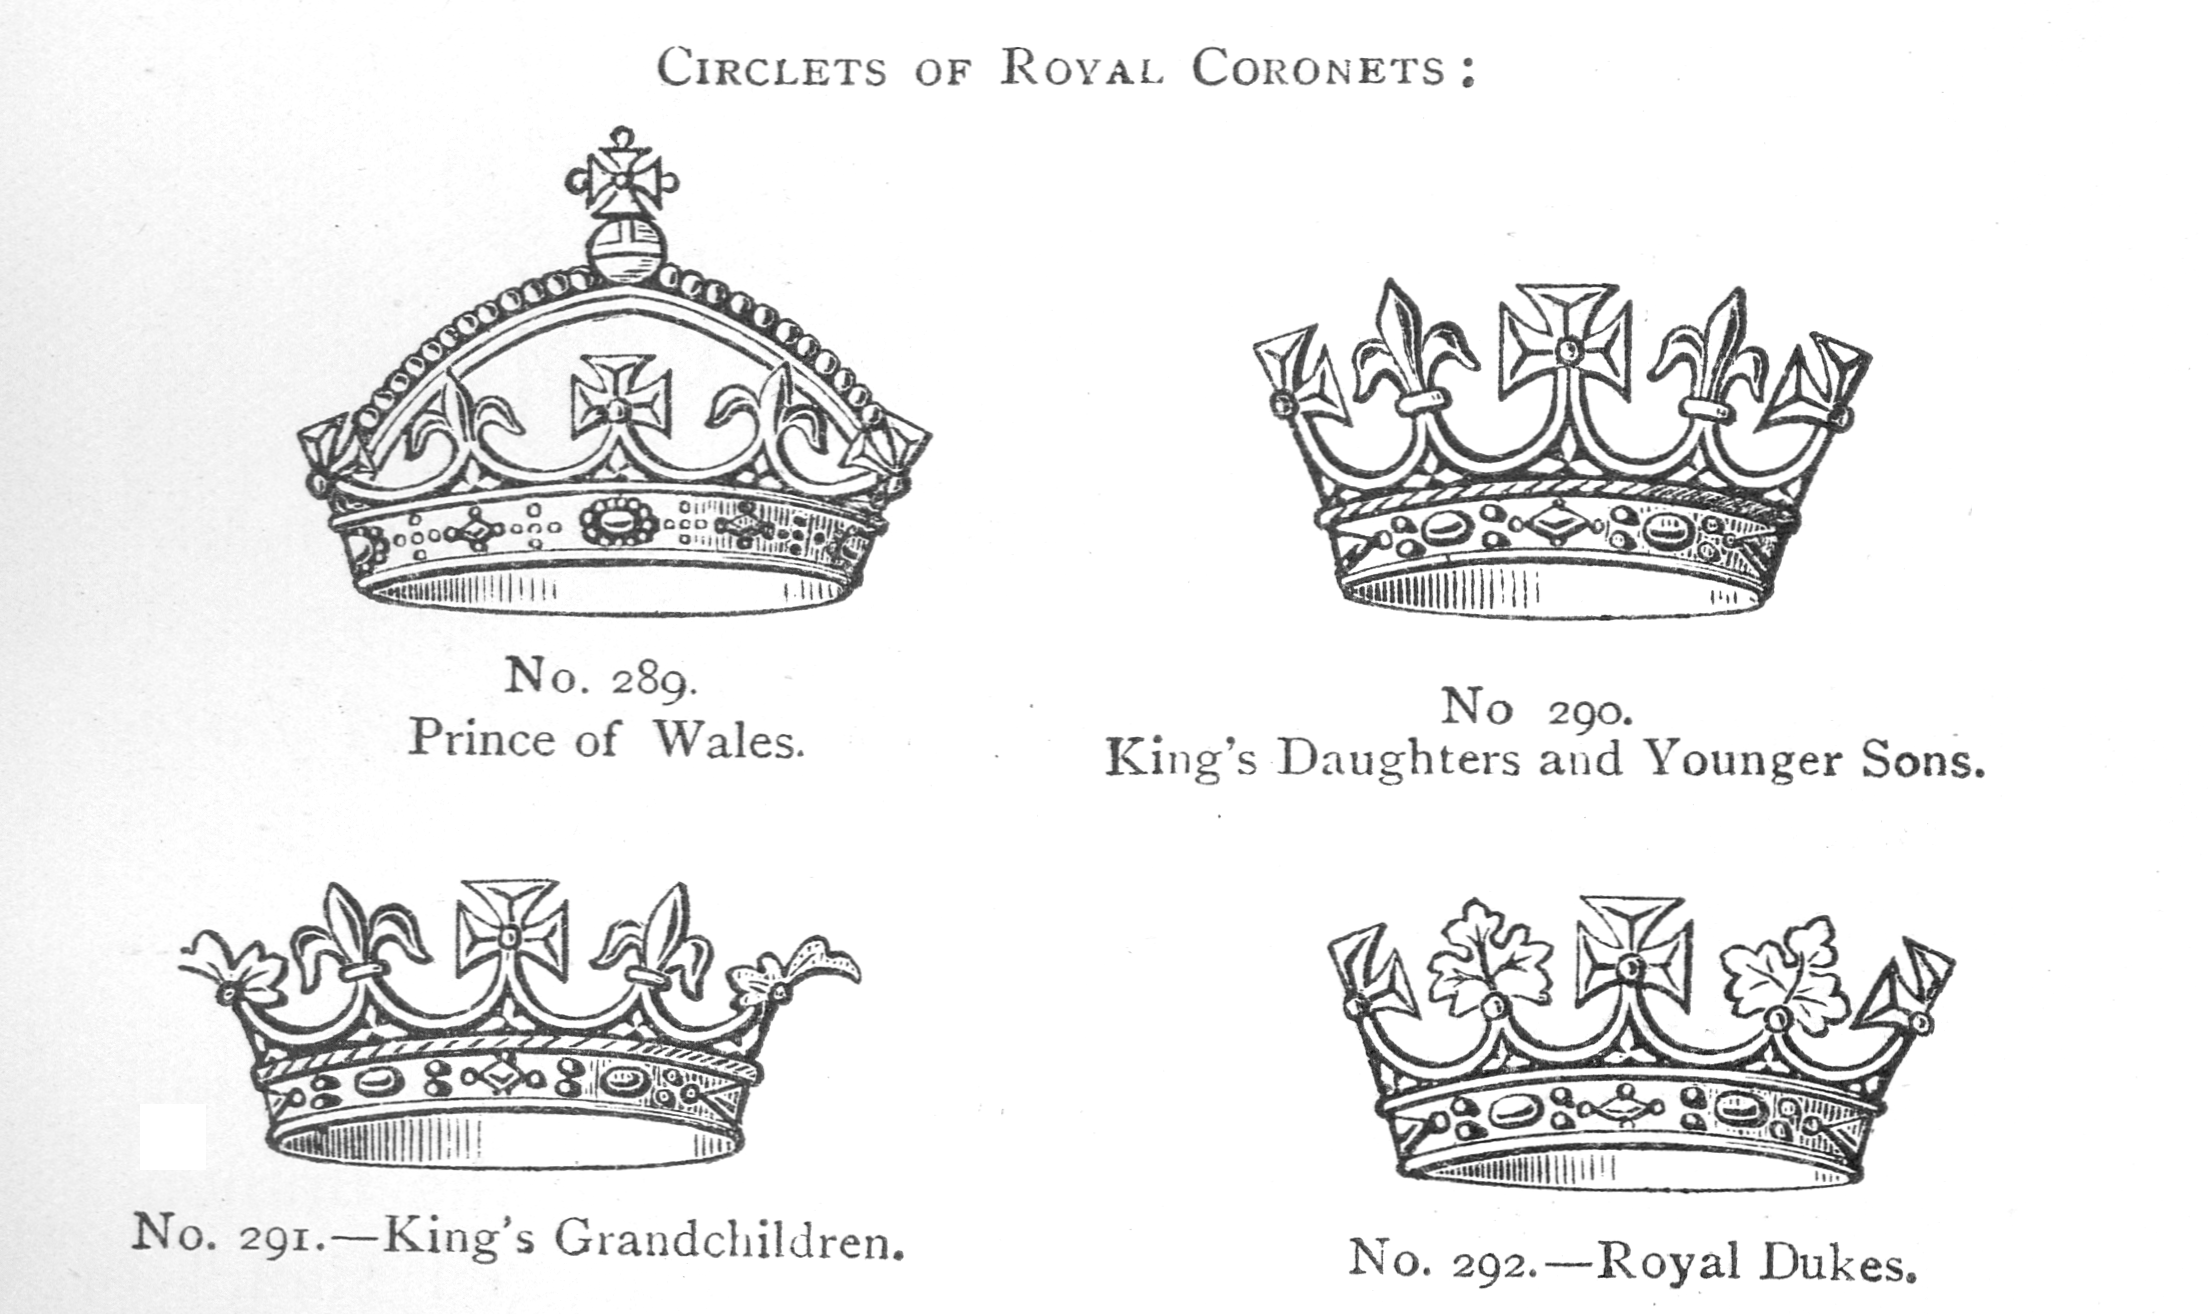 CIRCLETS OF ROYAL CORONETS:
No. 289.
Prince of Wales.
No 290.
King's Daughters and Younger Sons.
No. 291.—King's Grandchildren.
No. 292.—Royal Dukes.